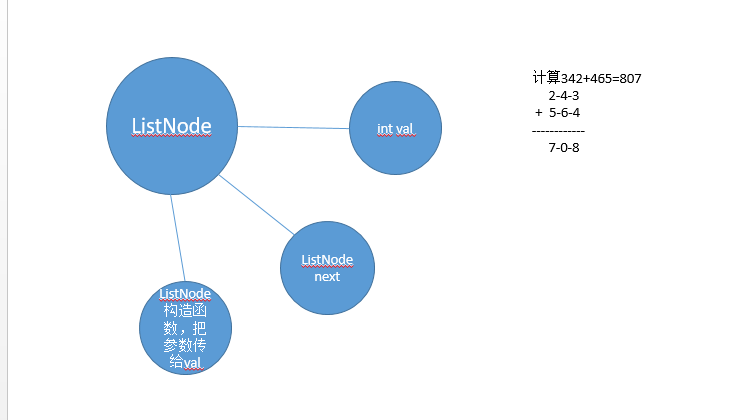 ListNode
int val
ListNode
next
ListNode
构造函
数，把
参数传
给val
计算342+465=807
2-4-3
+ 5-6-4
------------
7-0-8